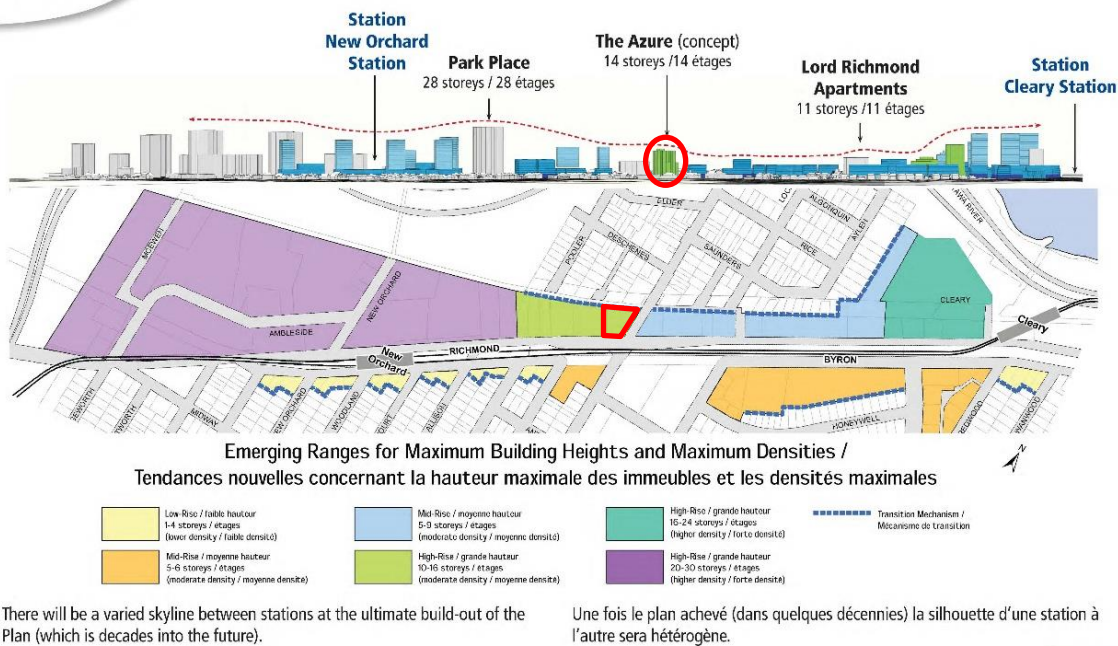 Station
New Orchard
Station
Park Place
28 storeys / 28 étages
The Azure (concept)
14 storeys /14 étages
Lord Richmond
Apartments
11 storeys /11 étages
Station
Cleary Station
ELDER
ALGONQUIN
MCEWEN
POOLER
DESCHENES
SAUNDERS
RICE
AYLEN
NEW ORCHARD
AMBLESIDE
CLEARY
Cleary
New
Orchard
RICHMOND
BYRON
MIDWAY
WOODLAND
HONEYWELL
Emerging Ranges for Maximum Building Heights and Maximum Densities /
Tendances nouvelles concernant la hauteur maximale des immeubles et les densités maximales
Low-Rise / faible hauteur
1-4 storeys / étages
(lower density / faible densité)
Mid-Rise / moyenne hauteur
5-6 storeys / étages
(moderate density / moyenne densité)
Mid-Rise / moyenne hauteur
5-9 storeys / étages
(moderate density / moyenne densité)
High-Rise / grande hauteur
10-16 storeys / étages
(moderate density / moyenne densité)
High-Rise / grande hauteur
16-24 storeys / étages
(higher density / forte densité)
High-Rise / grande hauteur
20-30 storeys / étages
(higher density / forte densité)
Transition Mechanism /
Mécanisme de transition
There will be a varied skyline between stations at the ultimate build-out of the
Plan (which is decades into the future).
Une fois le plan achevé (dans quelques décennies) la silhouette d'une station à
l'autre sera hétérogène.